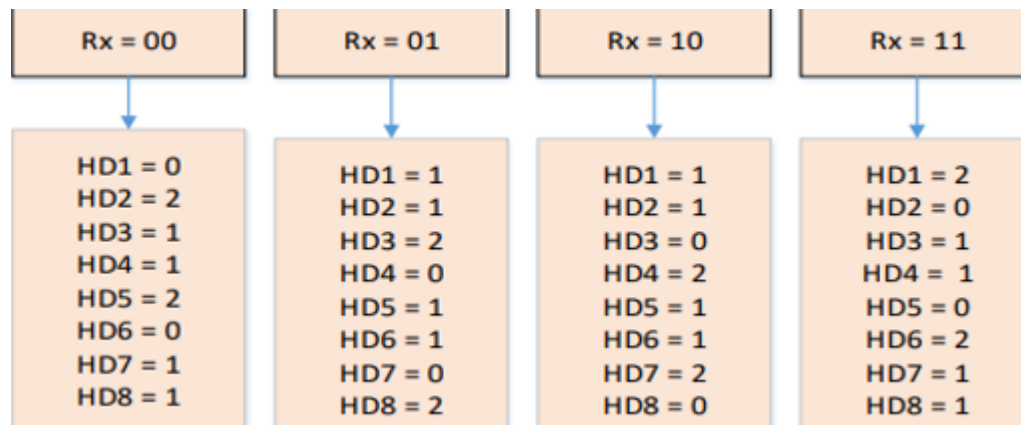 Rx = 00
HD1 = 0
HD2 = 2
HD3 = 1
HD4 = 1
HD5 = 2
HD6 = 0
HD7 = 1
HD8 = 1
Rx = 01
HD1 = 1
HD2 = 1
HD3 = 2
HD4 = 0
HD5 = 1
HD6 = 1
HD7 = 0
HD8 = 2
Rx = 10
HD1 = 1
HD2 = 1
HD3 = 0
HD4 = 2
HD5 = 1
HD6 = 1
HD7 = 2
HD8 = 0
Rx = 11
HD1 = 2
HD2 = 0
HD3 = 1
HD4 =  1
HD5 = 0
HD6 = 2
HD7 = 1
HD8 = 1